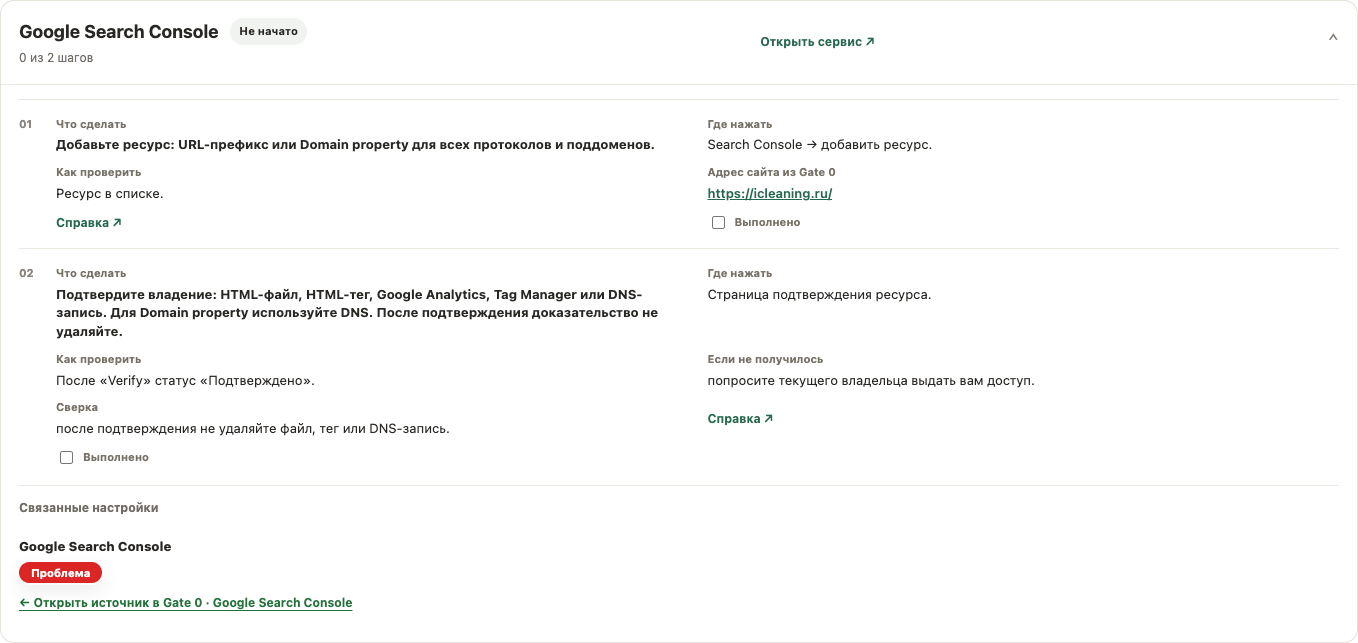 Google Search Console
Не начато
0 из 2 шагов
Открыть сервис ↗
01
Что сделать
Добавьте ресурс: URL-префикс или Domain property для всех протоколов и поддоменов.
Где нажать
Search Console → добавить ресурс.
Как проверить
Ресурс в списке.
Адрес сайта из Gate 0
https://icleaning.ru/
Справка ↗
Выполнено
02
Что сделать
Подтвердите владение: HTML-файл, HTML-тег, Google Analytics, Tag Manager или DNS-
запись. Для Domain property используйте DNS. После подтверждения доказательство не
удаляйте.
Где нажать
Страница подтверждения ресурса.
Как проверить
После «Verify» статус «Подтверждено».
Если не получилось
попросите текущего владельца выдать вам доступ.
Сверка
после подтверждения не удаляйте файл, тег или DNS-запись.
Справка ↗
Выполнено
Связанные настройки
Google Search Console
Проблема
← Открыть источник в Gate 0 · Google Search Console